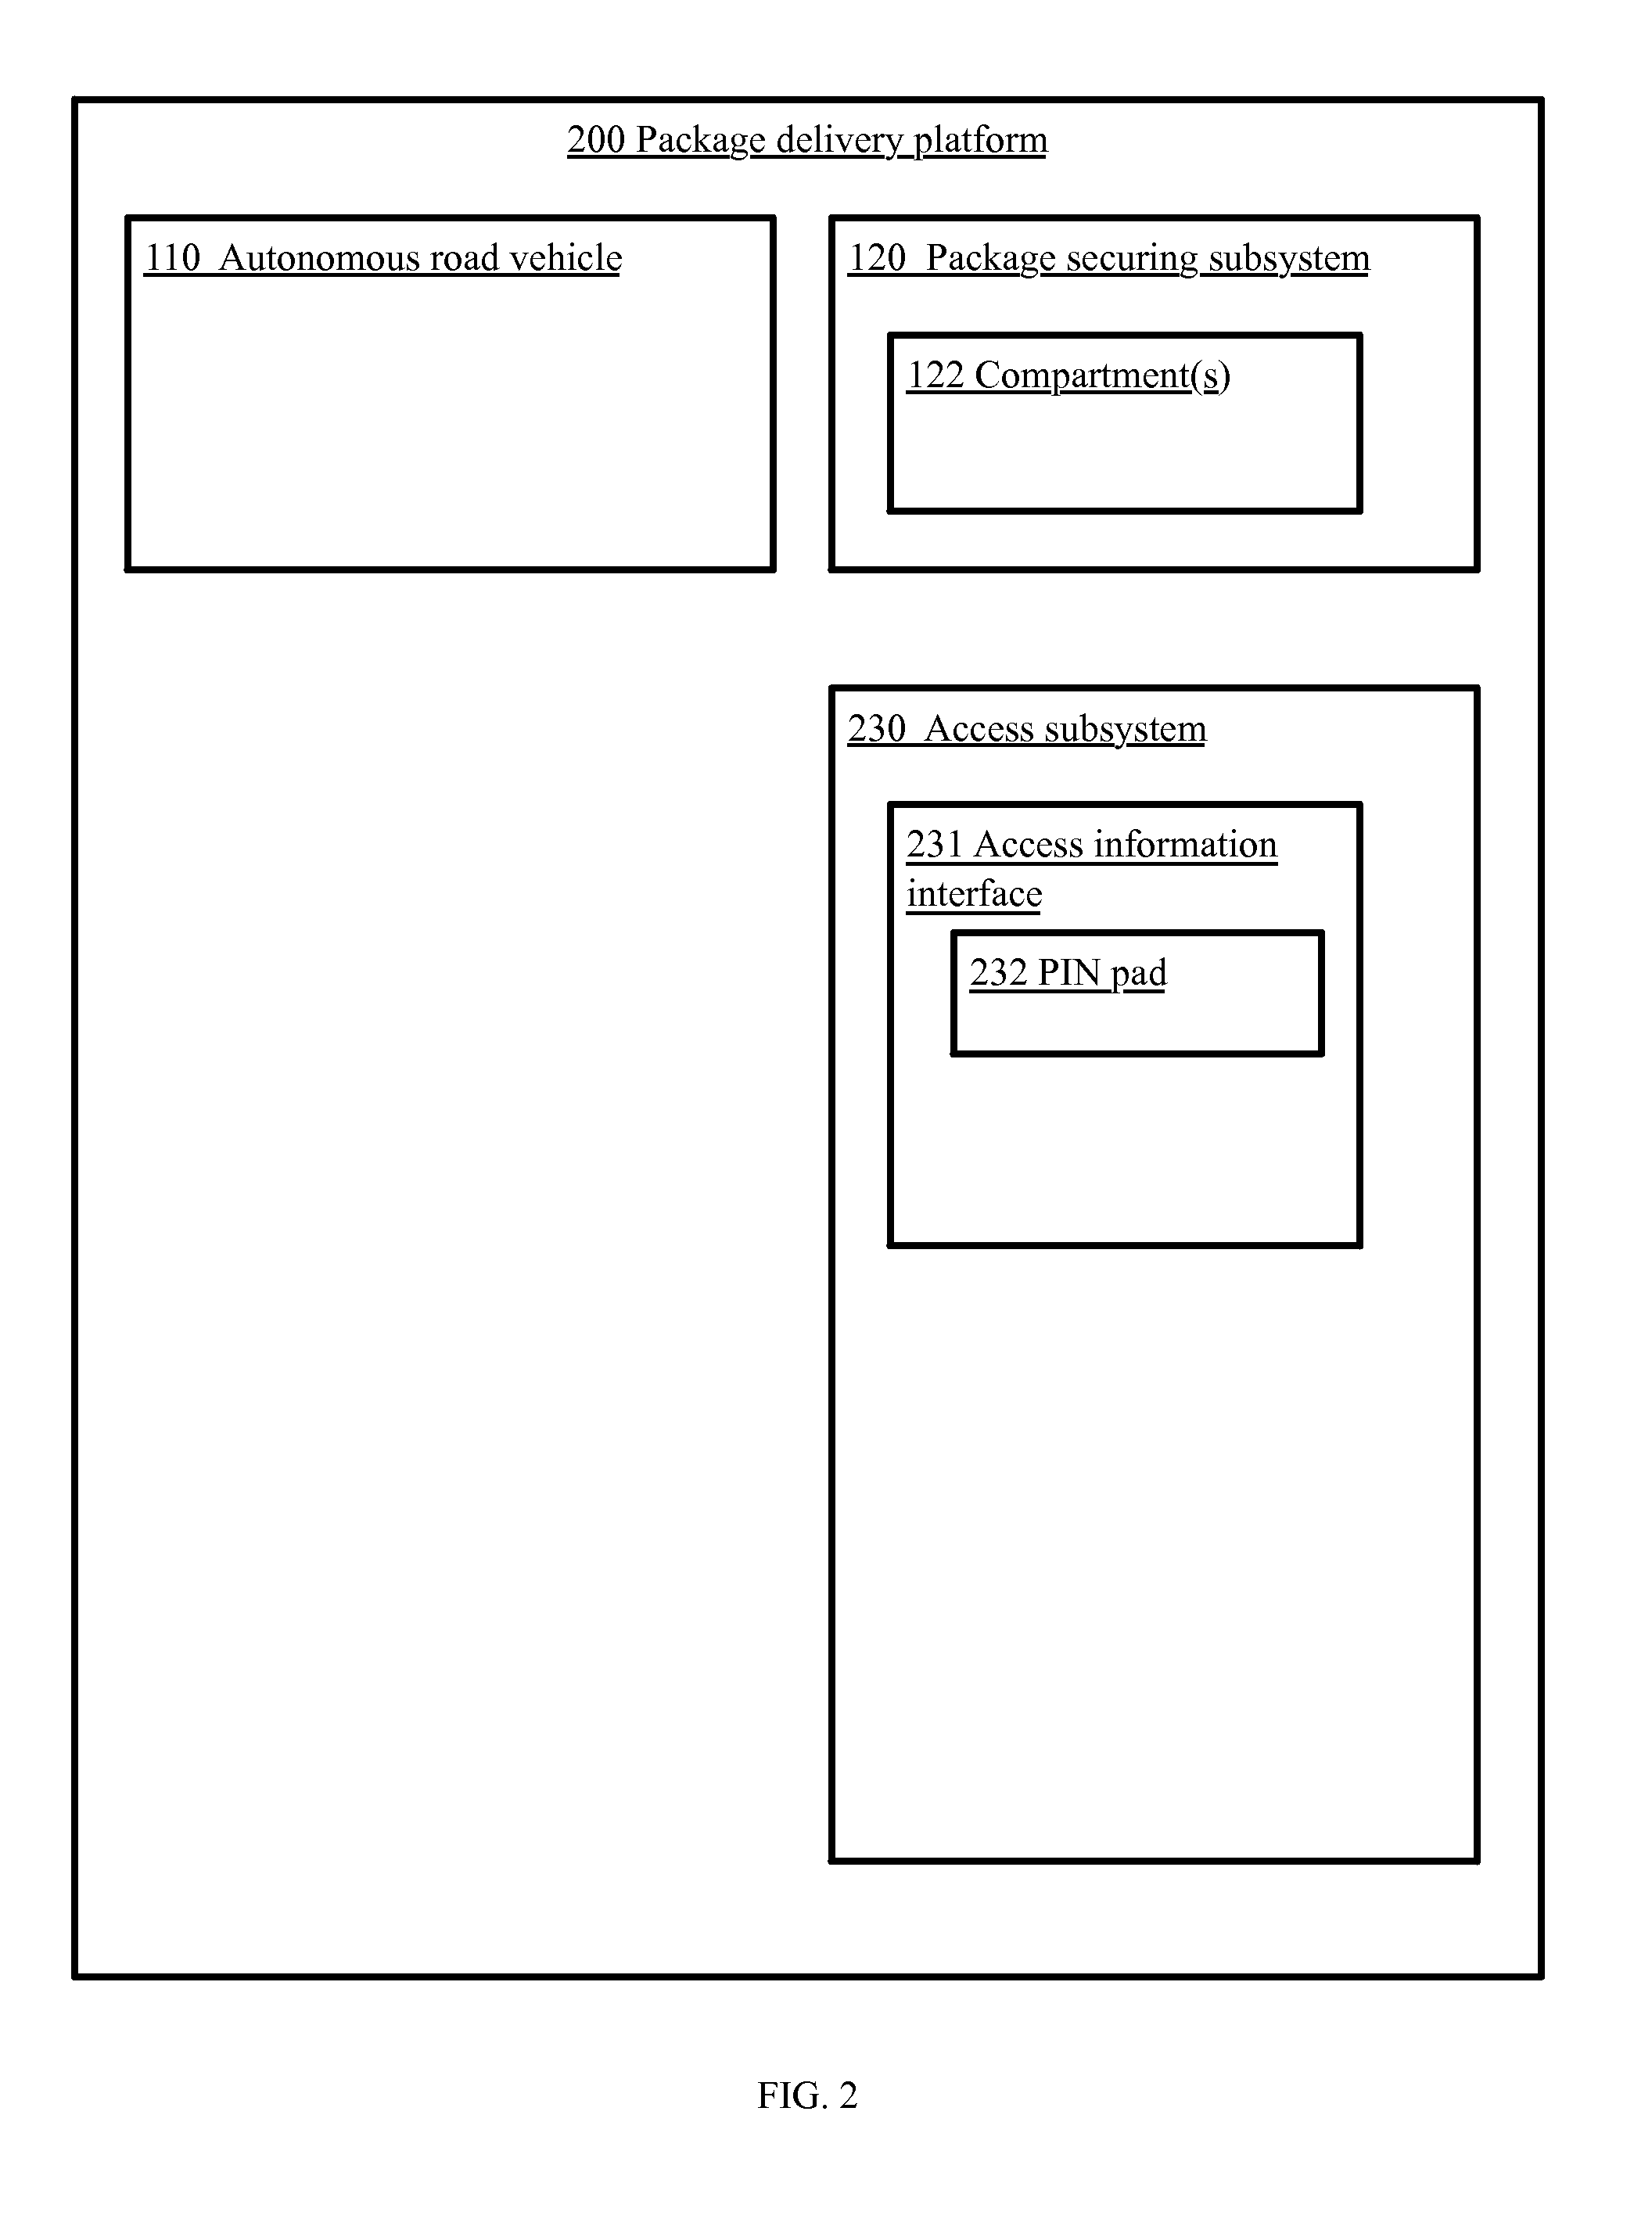 200 Package delivery platform
110 Autonomous road vehicle
120 Package securing subsystem
122 Compartment(s)
230 Access subsystem
231 Access information
interface
232 PIN pad
FIG. 2